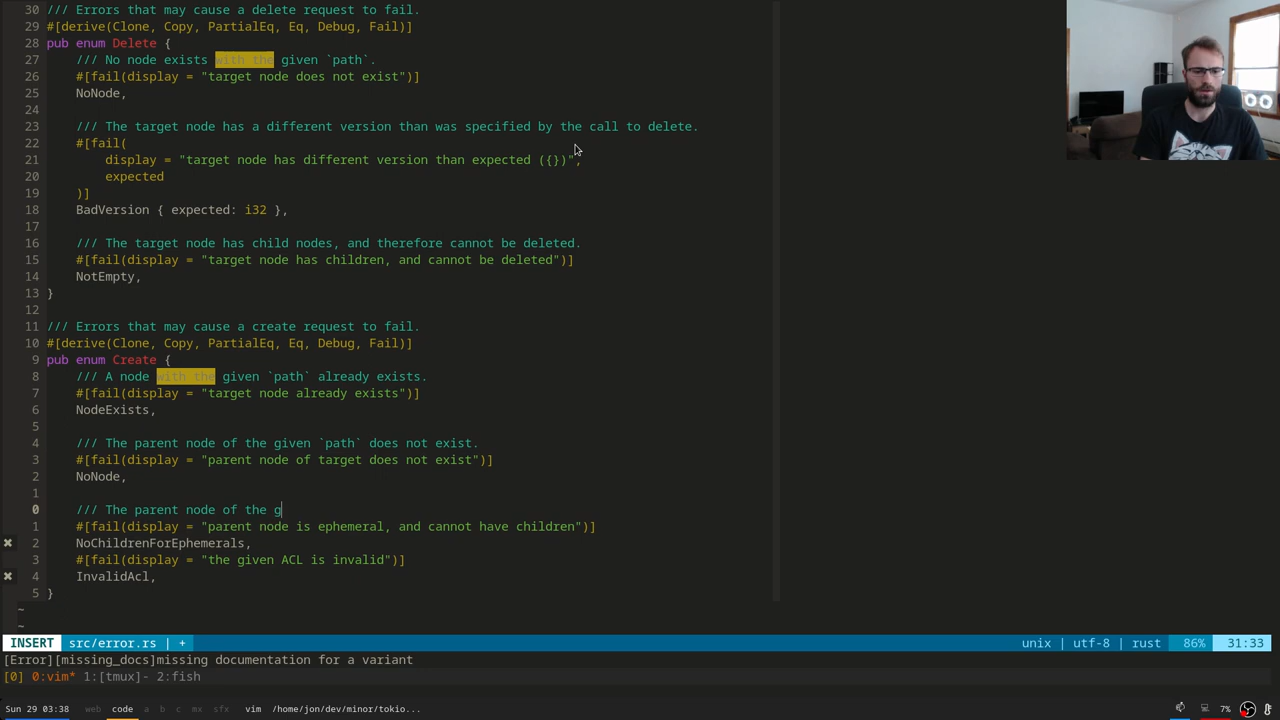 30 /// Errors that may cause a delete request to fail.
29 #[derive(Clone, Copy, PartialEq, Eq, Debug, Fail)]
28 pub enum Delete {
27     /// No node exists with the given `path`.
26     #[fail(display = "target node does not exist")]
25     NoNode,
24
23     /// The target node has a different version than was specified by the call to delete.
22     #[fail(
21         display = "target node has different version than expected ({})",
20         expected
19     )]
18     BadVersion { expected: i32 },
17
16     /// The target node has child nodes, and therefore cannot be deleted.
15     #[fail(display = "target node has children, and cannot be deleted")]
14     NotEmpty,
13 }
12
11 /// Errors that may cause a create request to fail.
10 #[derive(Clone, Copy, PartialEq, Eq, Debug, Fail)]
9 pub enum Create {
8     /// A node with the given `path` already exists.
7     #[fail(display = "target node already exists")]
6     NodeExists,
5
4     /// The parent node of the given `path` does not exist.
3     #[fail(display = "parent node of target does not exist")]
2     NoNode,
1
0     /// The parent node of the g
1     #[fail(display = "parent node is ephemeral, and cannot have children")]
✖ 2     NoChildrenForEphemerals,
3     #[fail(display = "the given ACL is invalid")]
✖ 4     InvalidAcl,
5 }
~
~
INSERT src/error.rs | + unix | utf-8 | rust 86% 31:33
[Error][missing_docs]missing documentation for a variant
[0] 0:vim* 1:[tmux]- 2:fish
Sun 29 03:38 web code a b c mx sfx vim /home/jon/dev/minor/tokio... 7%